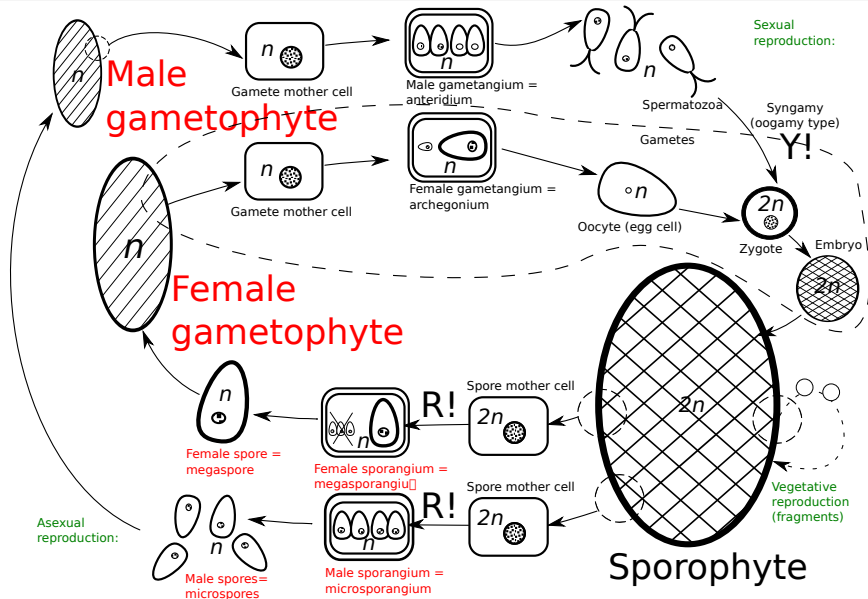 Sexual
reproduction:
n
Male
gametophyte
n
Gamete mother cell
n
Male gametangium =
anteridium
n
Spermatozoa
Syngamy
(oogamy type)
Y!
Gametes
n
Gamete mother cell
n
Female gametangium =
archegonium
n
Oocyte (egg cell)
2n
Zygote
Embryo
2n
n
Female
gametophyte
2n
Sporophyte
Vegetative
reproduction
(fragments)
Spore mother cell
2n
R!
n
Female sporangium =
megasporangiu
n
Female spore =
megaspore
Spore mother cell
2n
R!
n
Male sporangium =
microsporangium
n
Male spores=
microspores
Asexual
reproduction: